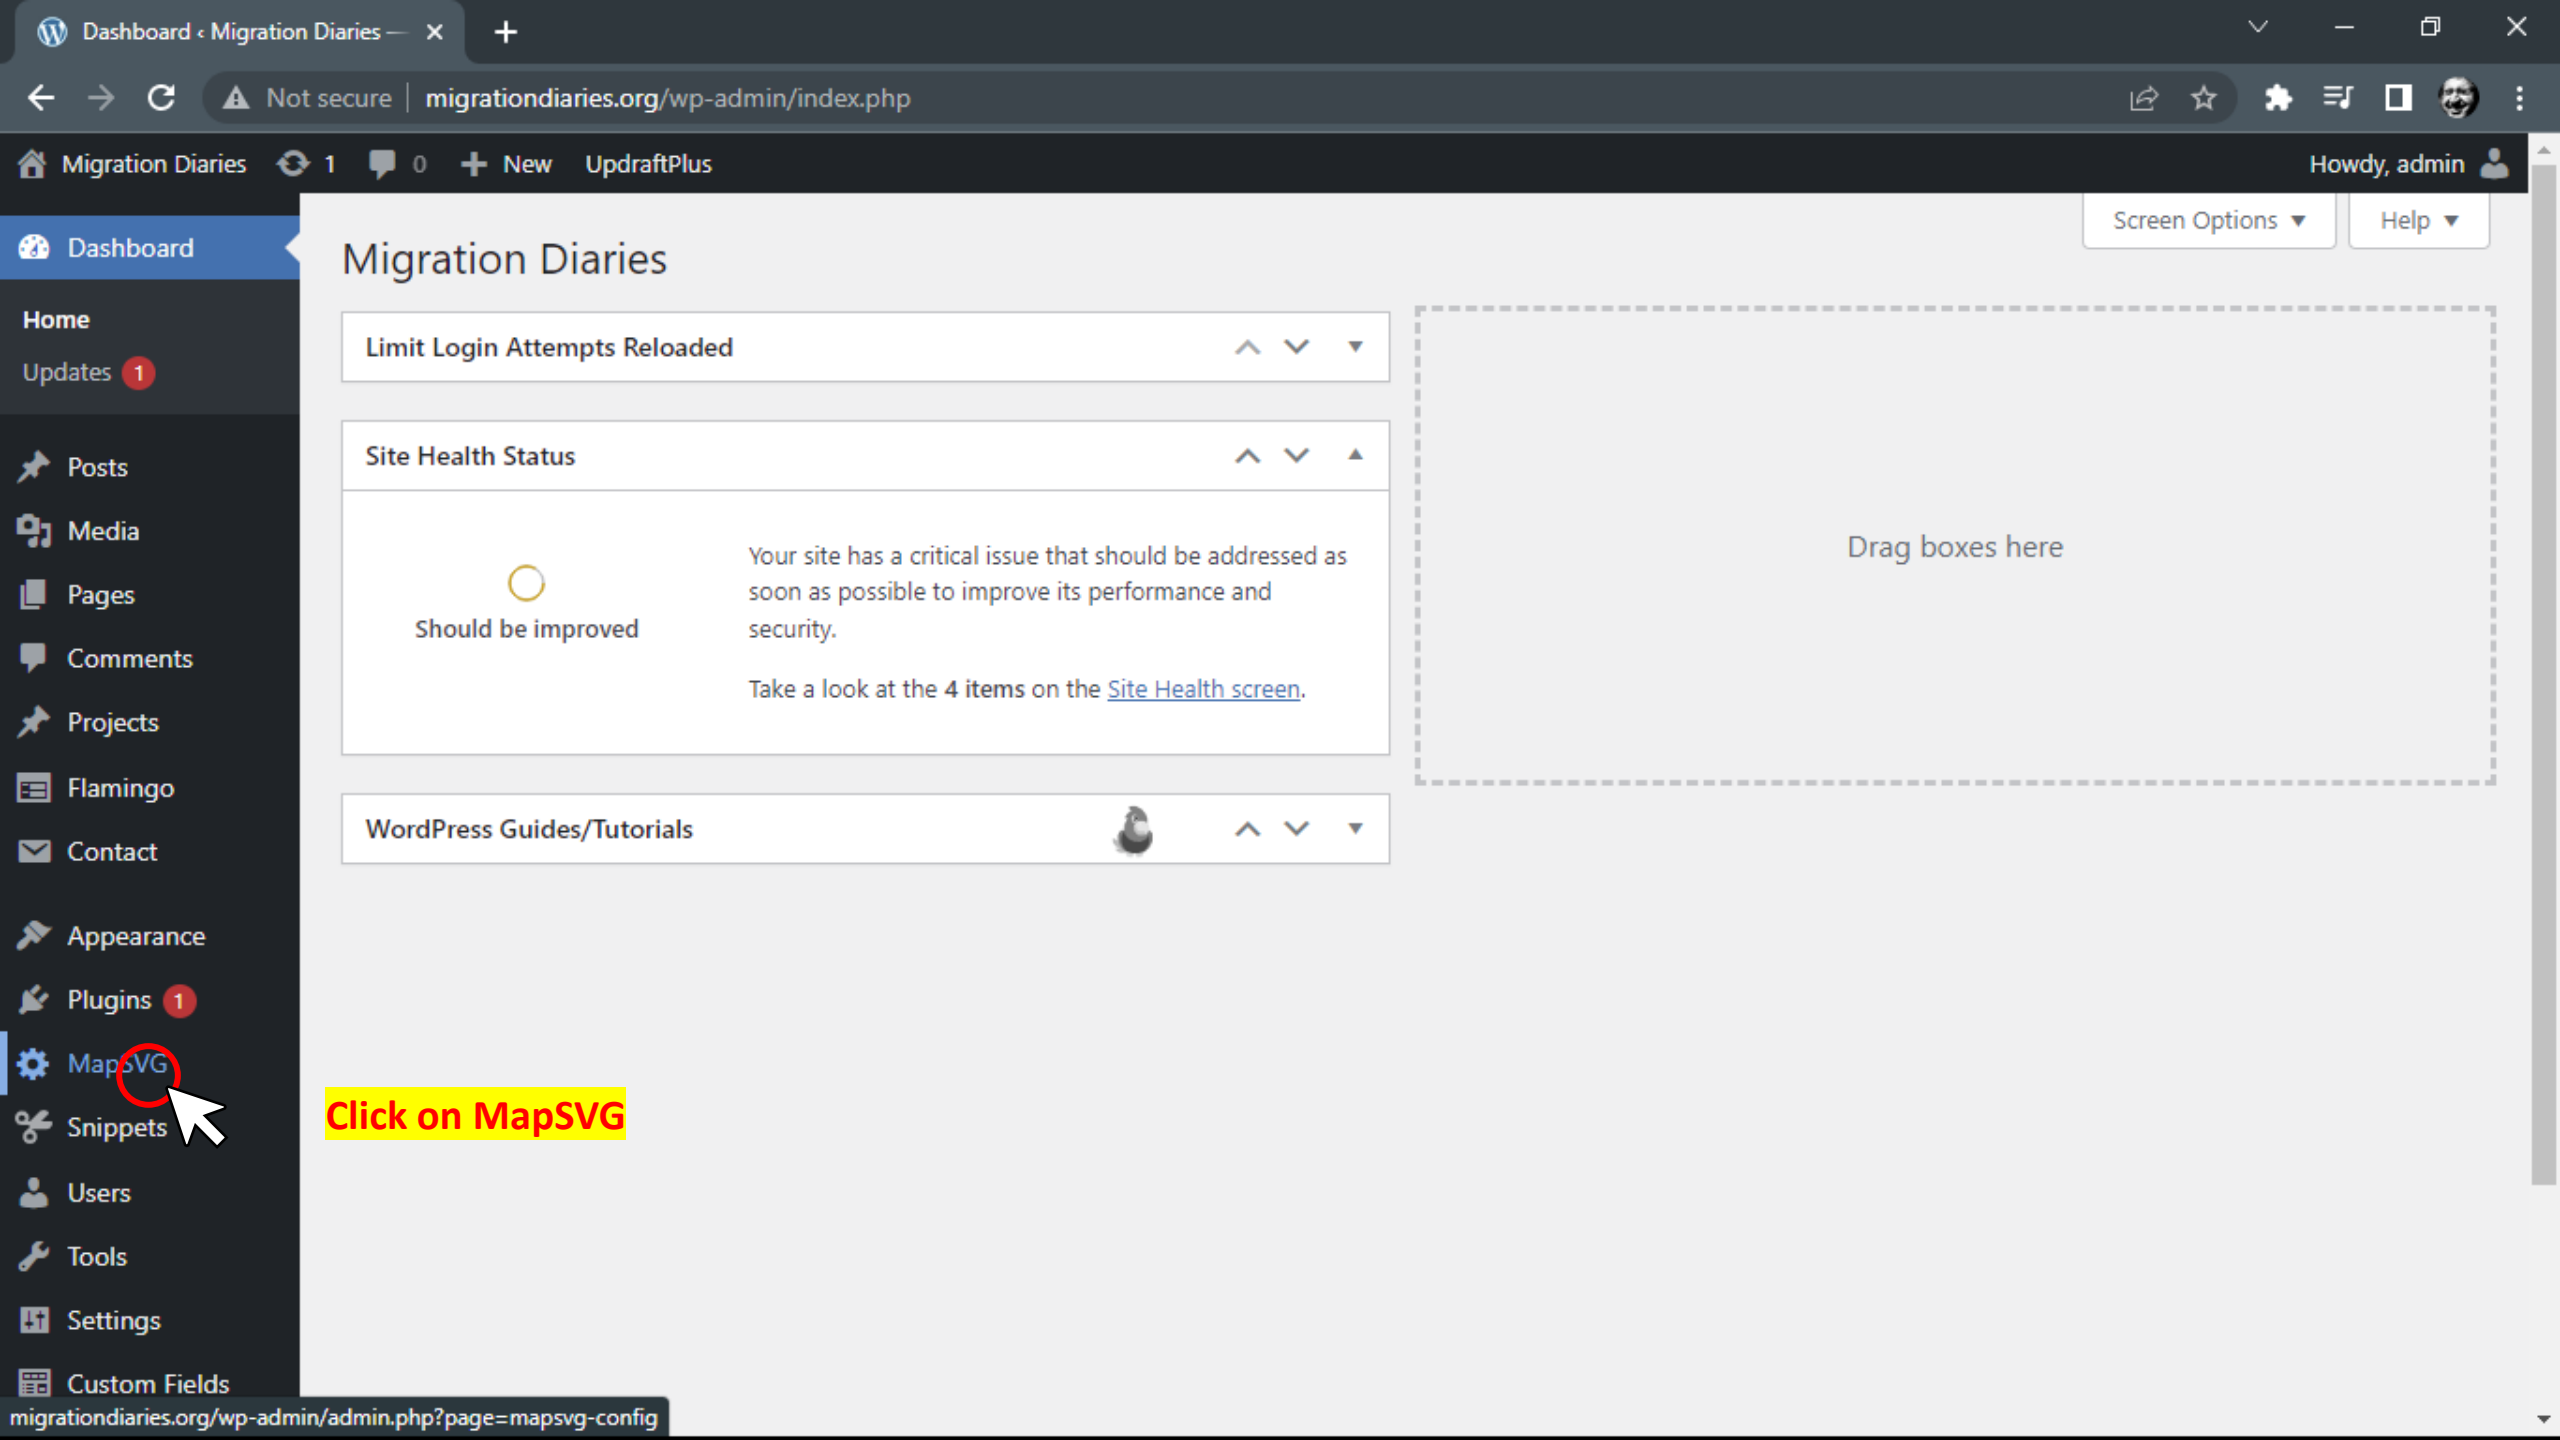 Dashboard ‹ Migration Diaries —
Not secure | migrationdiaries.org/wp-admin/index.php
Migration Diaries 1 0 + New UpdraftPlus Howdy, admin
Screen Options ▼ Help ▼
Dashboard
Home
Updates 1
Posts
Media
Pages
Comments
Projects
Flamingo
Contact
Appearance
Plugins 1
MapSVG
Snippets
Users
Tools
Settings
Custom Fields
Migration Diaries
Limit Login Attempts Reloaded
Site Health Status
Should be improved
Your site has a critical issue that should be addressed as
soon as possible to improve its performance and
security.
Take a look at the 4 items on the Site Health screen.
WordPress Guides/Tutorials
Drag boxes here
Click on MapSVG
migrationdiaries.org/wp-admin/admin.php?page=mapsvg-config